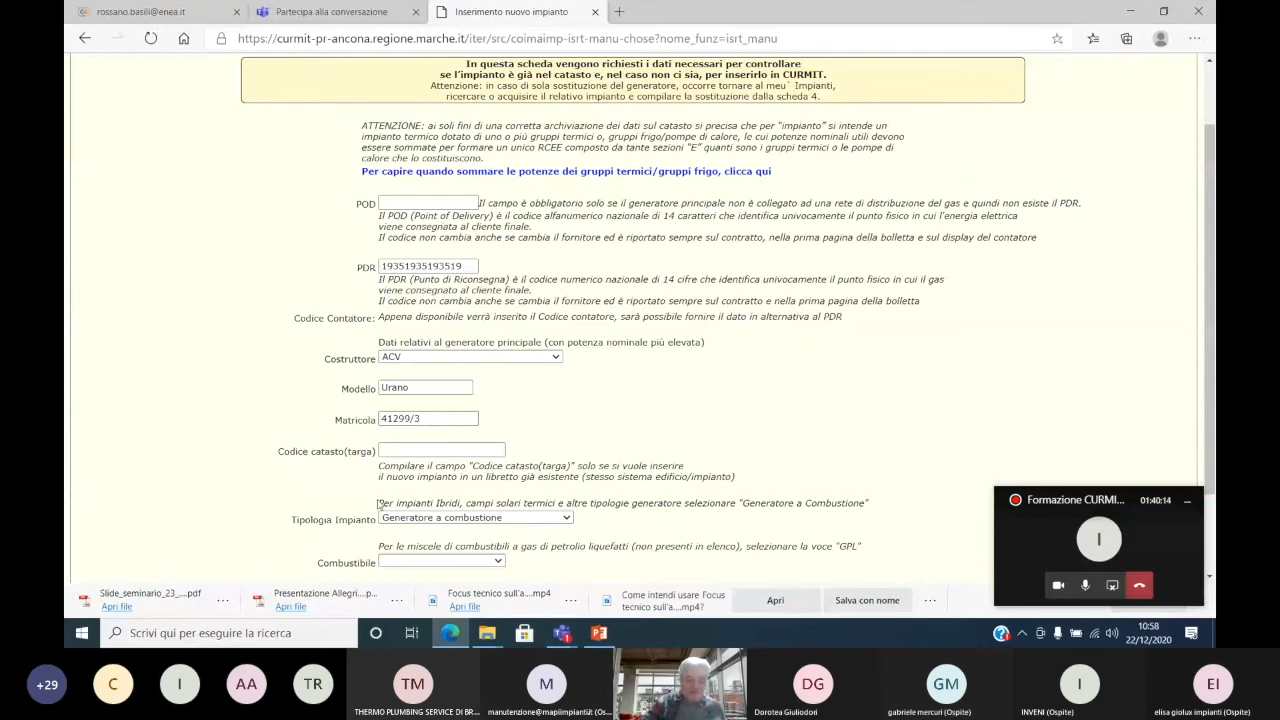 rossano.basili@enea.it
Partecipa alla conversazione
Inserimento nuovo impianto
https://curmit-pr-ancona.regione.marche.it/iter/src/coimaimp-isrt-manu-chose?nome_funz=isrt_manu
In questa scheda vengono richiesti i dati necessari per controllare
se l'impianto è già nel catasto e, nel caso non ci sia, per inserirlo in CURMIT.
Attenzione: in caso di sola sostituzione del generatore, occorre tornare al meu` Impianti,
ricercare o acquisire il relativo impianto e compilare la sostituzione dalla scheda 4.
ATTENZIONE: ai soli fini di una corretta archiviazione dei dati sul catasto si precisa che per "impianto" si intende un
impianto termico dotato di uno o più gruppi termici o, gruppi frigo/pompe di calore, le cui potenze nominali utili devono
essere sommate per formare un unico RCEE composto da tante sezioni "E" quanti sono i gruppi termici o le pompe di
calore che lo costituiscono.
Per capire quando sommare le potenze dei gruppi termici/gruppi frigo, clicca qui
POD Il campo è obbligatorio solo se il generatore principale non è collegato ad una rete di distribuzione del gas e quindi non esiste il PDR.
Il POD (Point of Delivery) è il codice alfanumerico nazionale di 14 caratteri che identifica univocamente il punto fisico in cui l'energia elettrica
viene consegnata al cliente finale.
Il codice non cambia anche se cambia il fornitore ed è riportato sempre sul contratto, nella prima pagina della bolletta e sul display del contatore
PDR 19351935193519
Il PDR (Punto di Riconsegna) è il codice numerico nazionale di 14 cifre che identifica univocamente il punto fisico in cui il gas
viene consegnato al cliente finale.
Il codice non cambia anche se cambia il fornitore ed è riportato sempre sul contratto e nella prima pagina della bolletta
Codice Contatore: Appena disponibile verrà inserito il Codice contatore, sarà possibile fornire il dato in alternativa al PDR
Dati relativi al generatore principale (con potenza nominale più elevata)
Costruttore ACV
Modello Urano
Matricola 41299/3
Codice catasto(targa)
Compilare il campo "Codice catasto(targa)" solo se si vuole inserire
il nuovo impianto in un libretto già esistente (stesso sistema edificio/impianto)
Per impianti Ibridi, campi solari termici e altre tipologie generatore selezionare "Generatore a Combustione"
Tipologia Impianto Generatore a combustione
Per le miscele di combustibili a gas di petrolio liquefatti (non presenti in elenco), selezionare la voce "GPL"
Combustibile
Formazione CURMI...
01:40:14
I
Slide_seminario_23_....pdf
Apri file
Presentazione Allegri....p...
Apri file
Focus tecnico sull'a....mp4
Apri file
Come intendi usare Focus
tecnico sull'a....mp4?
Apri
Salva con nome
Scrivi qui per eseguire la ricerca
10:58
22/12/2020
+29
C
I
AA
TR
TM
THERMO PLUMBING SERVICE DI BR...
M
manutenzione@mapiimpianti.it (Os...
DG
Dorotea Giuliodori
GM
gabriele mercuri (Ospite)
I
INVENI (Ospite)
EI
elisa giolux impianti (Ospite)